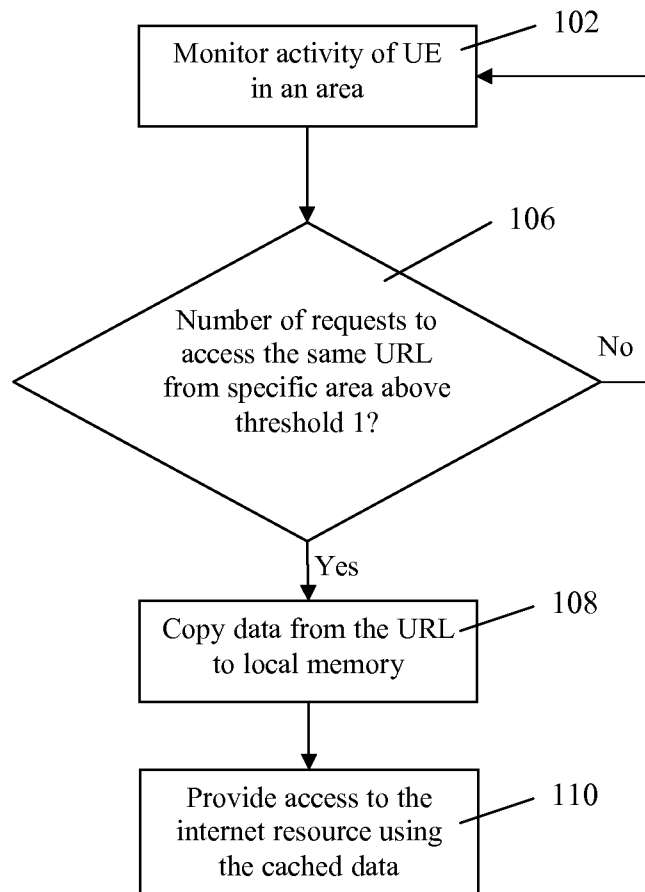 102
Monitor activity of UE
in an area
106
Number of requests to
access the same URL
from specific area above
threshold 1?
No
Yes
108
Copy data from the URL
to local memory
110
Provide access to the
internet resource using
the cached data